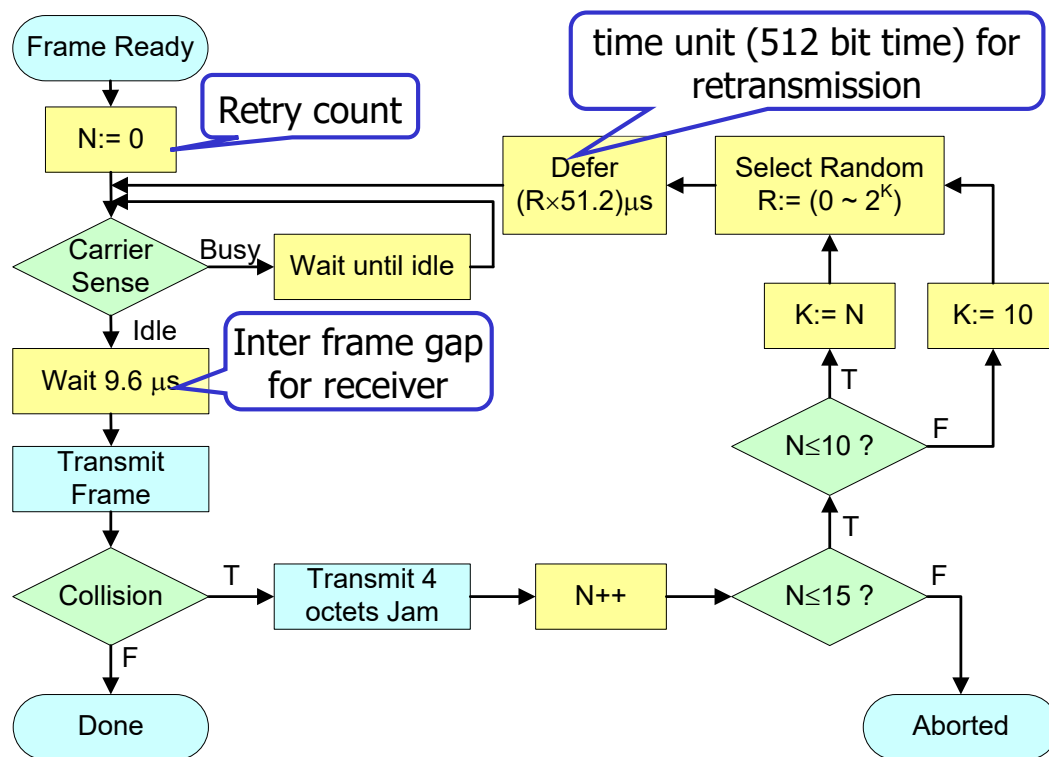 Frame Ready
time unit (512 bit time) for
retransmission
Retry count
N:= 0
Defer
(R×51.2)μs
Select Random
R:= (0 ~ 2^K)
Carrier
Sense
Busy
Wait until idle
K:= N
K:= 10
Idle
Wait 9.6 μs
Inter frame gap
for receiver
T
N≤10 ?
F
Transmit
Frame
T
Collision
T
Transmit 4
octets Jam
N++
N≤15 ?
F
F
Done
Aborted